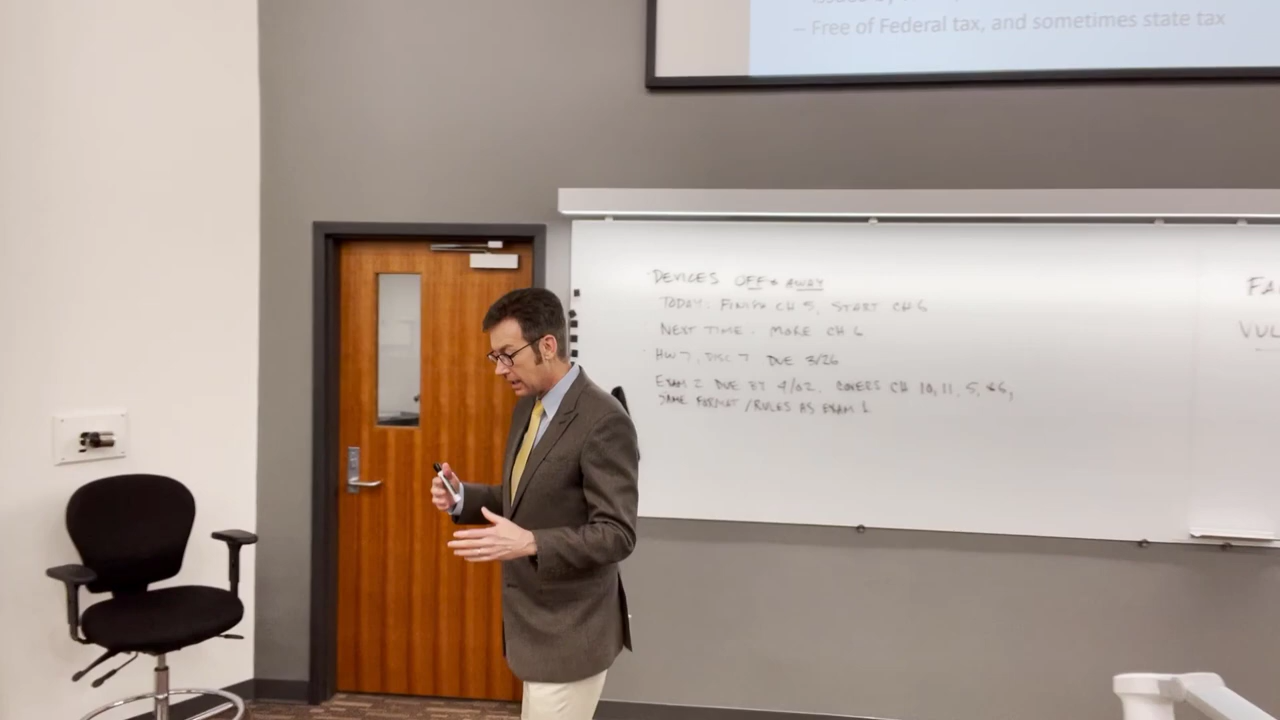 – Free of Federal tax, and sometimes state tax
DEVICES OFF & AWAY
TODAY: FINISH CH 5, START CH 6
NEXT TIME: MORE CH 6
HW 7, DISC 7 DUE 3/26
EXAM 2 DUE BY 4/02. COVERS CH 10, 11, 5, & 6,
SAME FORMAT / RULES AS EXAM 1
FA
VUL